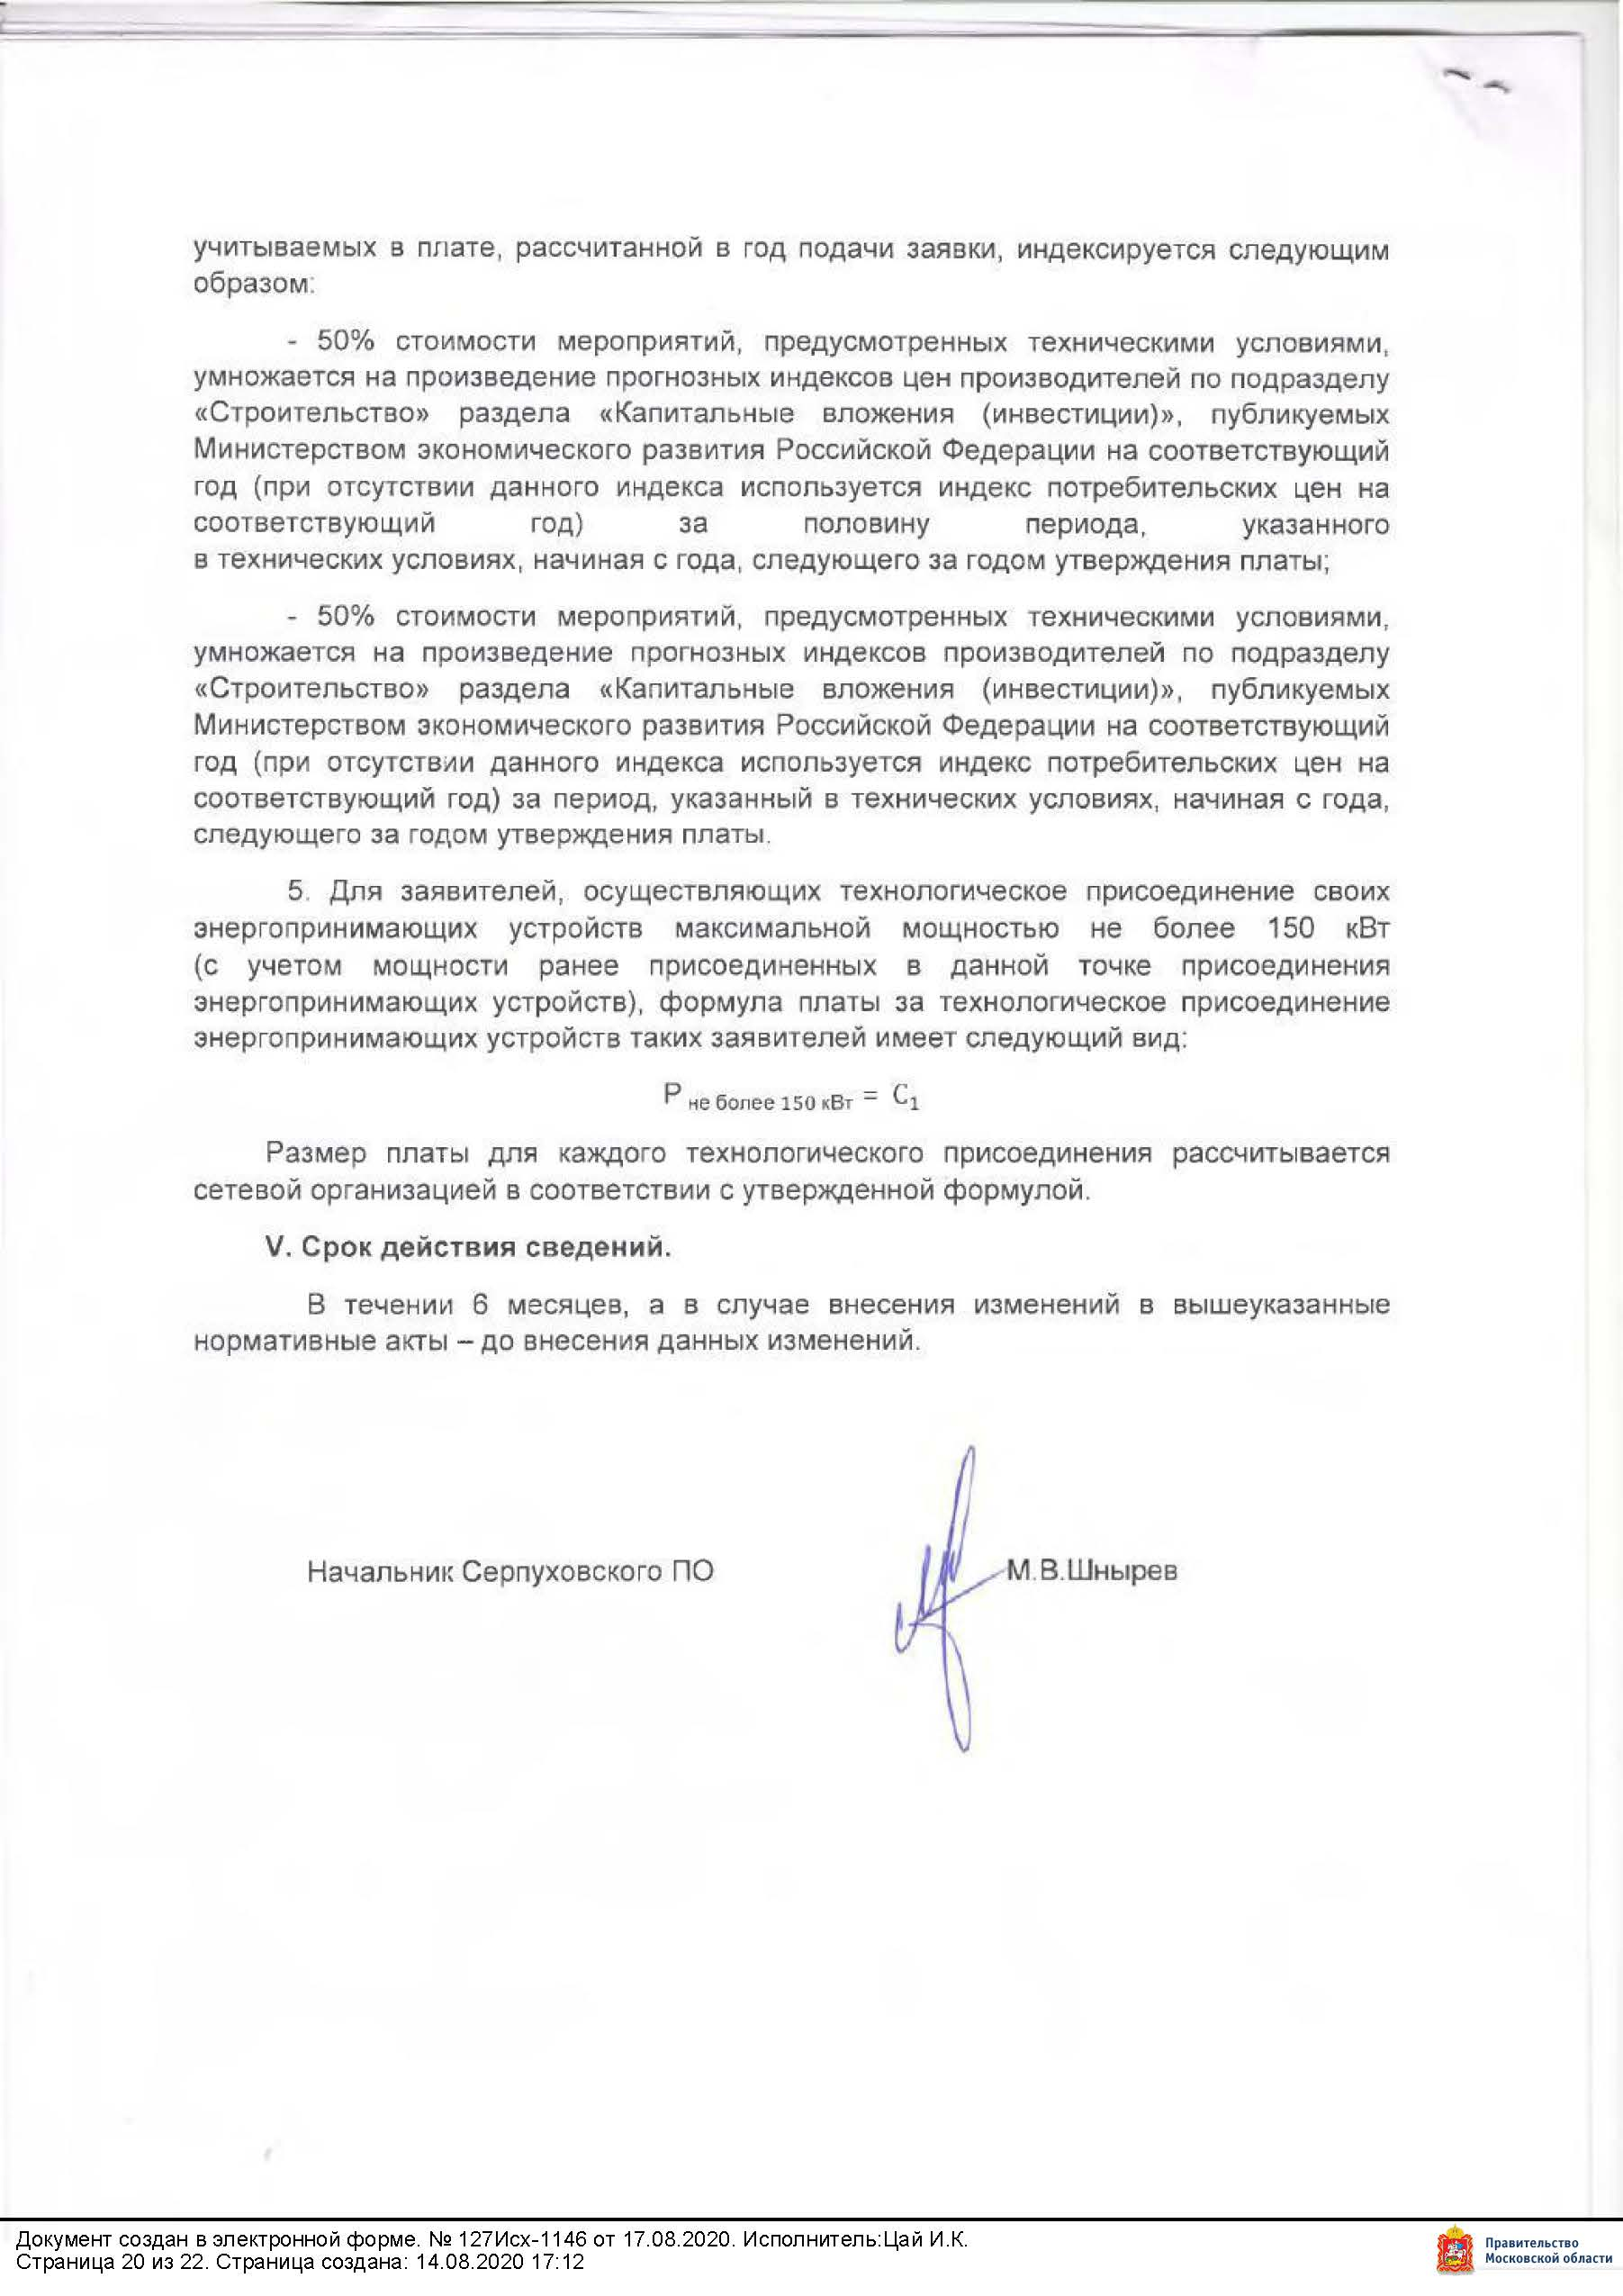 учитываемых в плате, рассчитанной в год подачи заявки, индексируется следующим
образом:
- 50% стоимости мероприятий, предусмотренных техническими условиями,
умножается на произведение прогнозных индексов цен производителей по подразделу
«Строительство» раздела «Капитальные вложения (инвестиции)», публикуемых
Министерством экономического развития Российской Федерации на соответствующий
год (при отсутствии данного индекса используется индекс потребительских цен на
соответствующий год) за половину периода, указанного
в технических условиях, начиная с года, следующего за годом утверждения платы;
- 50% стоимости мероприятий, предусмотренных техническими условиями,
умножается на произведение прогнозных индексов производителей по подразделу
«Строительство» раздела «Капитальные вложения (инвестиции)», публикуемых
Министерством экономического развития Российской Федерации на соответствующий
год (при отсутствии данного индекса используется индекс потребительских цен на
соответствующий год) за период, указанный в технических условиях, начиная с года,
следующего за годом утверждения платы.
5. Для заявителей, осуществляющих технологическое присоединение своих
энергопринимающих устройств максимальной мощностью не более 150 кВт
(с учетом мощности ранее присоединенных в данной точке присоединения
энергопринимающих устройств), формула платы за технологическое присоединение
энергопринимающих устройств таких заявителей имеет следующий вид:
Р не более 150 кВт = С₁
Размер платы для каждого технологического присоединения рассчитывается
сетевой организацией в соответствии с утвержденной формулой.
V. Срок действия сведений.
В течении 6 месяцев, а в случае внесения изменений в вышеуказанные
нормативные акты – до внесения данных изменений.
Начальник Серпуховского ПО М.В.Шнырев
Документ создан в электронной форме. № 127Исх-1146 от 17.08.2020. Исполнитель:Цай И.К.
Страница 20 из 22. Страница создана: 14.08.2020 17:12
Правительство
Московской области